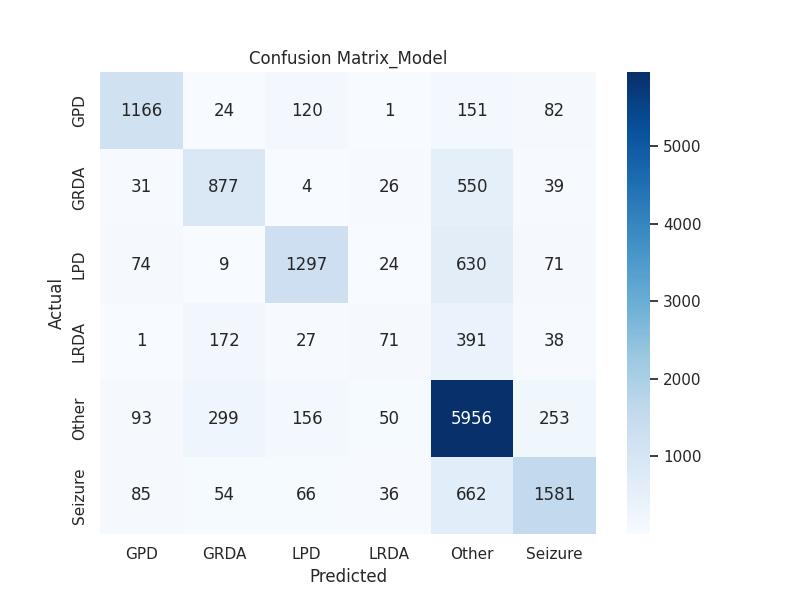 Confusion Matrix_Model
GPD 1166 24 120 1 151 82
GRDA 31 877 4 26 550 39
LPD 74 9 1297 24 630 71
LRDA 1 172 27 71 391 38
Other 93 299 156 50 5956 253
Seizure 85 54 66 36 662 1581
GPD GRDA LPD LRDA Other Seizure
Predicted
Actual
5000
4000
3000
2000
1000